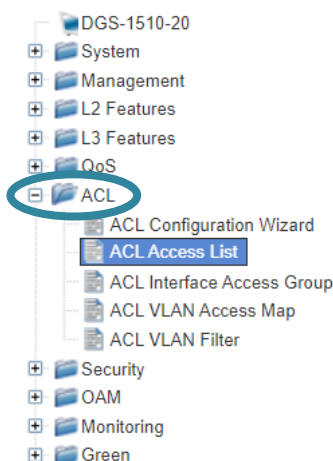 DGS-1510-20
System
Management
L2 Features
L3 Features
QoS
ACL
ACL Configuration Wizard
ACL Access List
ACL Interface Access Group
ACL VLAN Access Map
ACL VLAN Filter
Security
OAM
Monitoring
Green